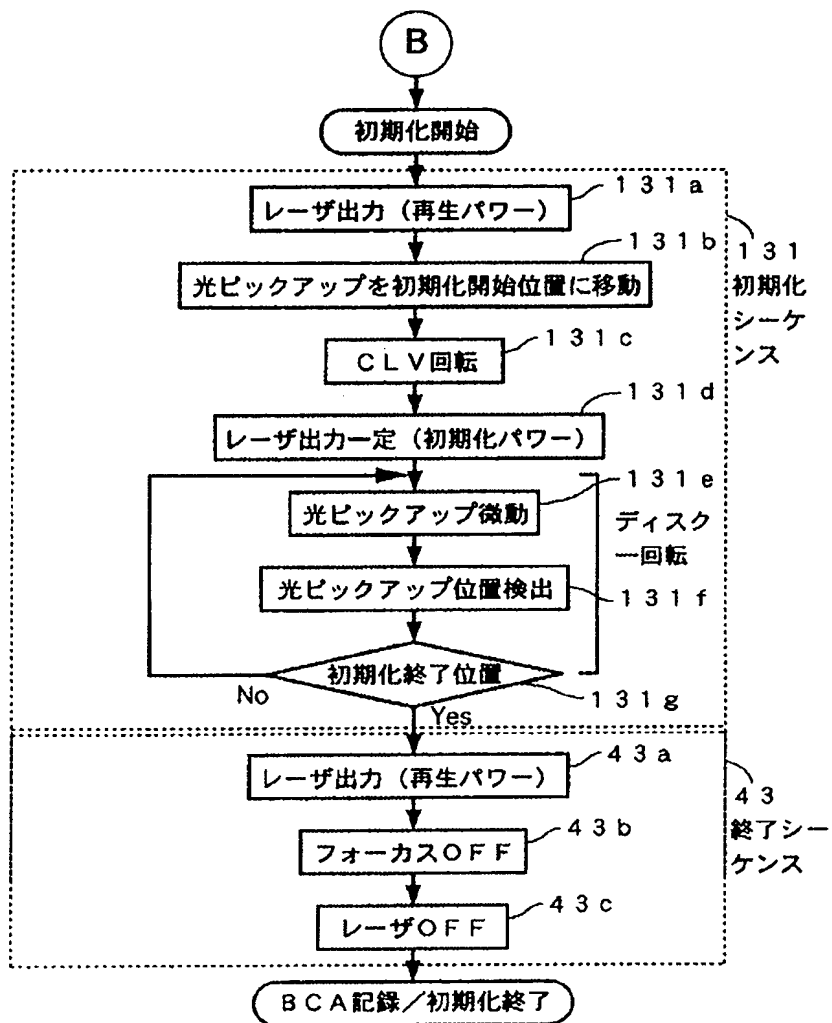 B
初期化開始
131a
レーザ出力（再生パワー）
131b
光ピックアップを初期化開始位置に移動
131
初期化
シーケ
ンス
131c
ＣＬＶ回転
131d
レーザ出力一定（初期化パワー）
131e
光ピックアップ微動
ディスク
一回転
光ピックアップ位置検出
131f
初期化終了位置
131g
No
Yes
43a
レーザ出力（再生パワー）
43
終了シー
ケンス
43b
フォーカスＯＦＦ
43c
レーザＯＦＦ
ＢＣＡ記録／初期化終了